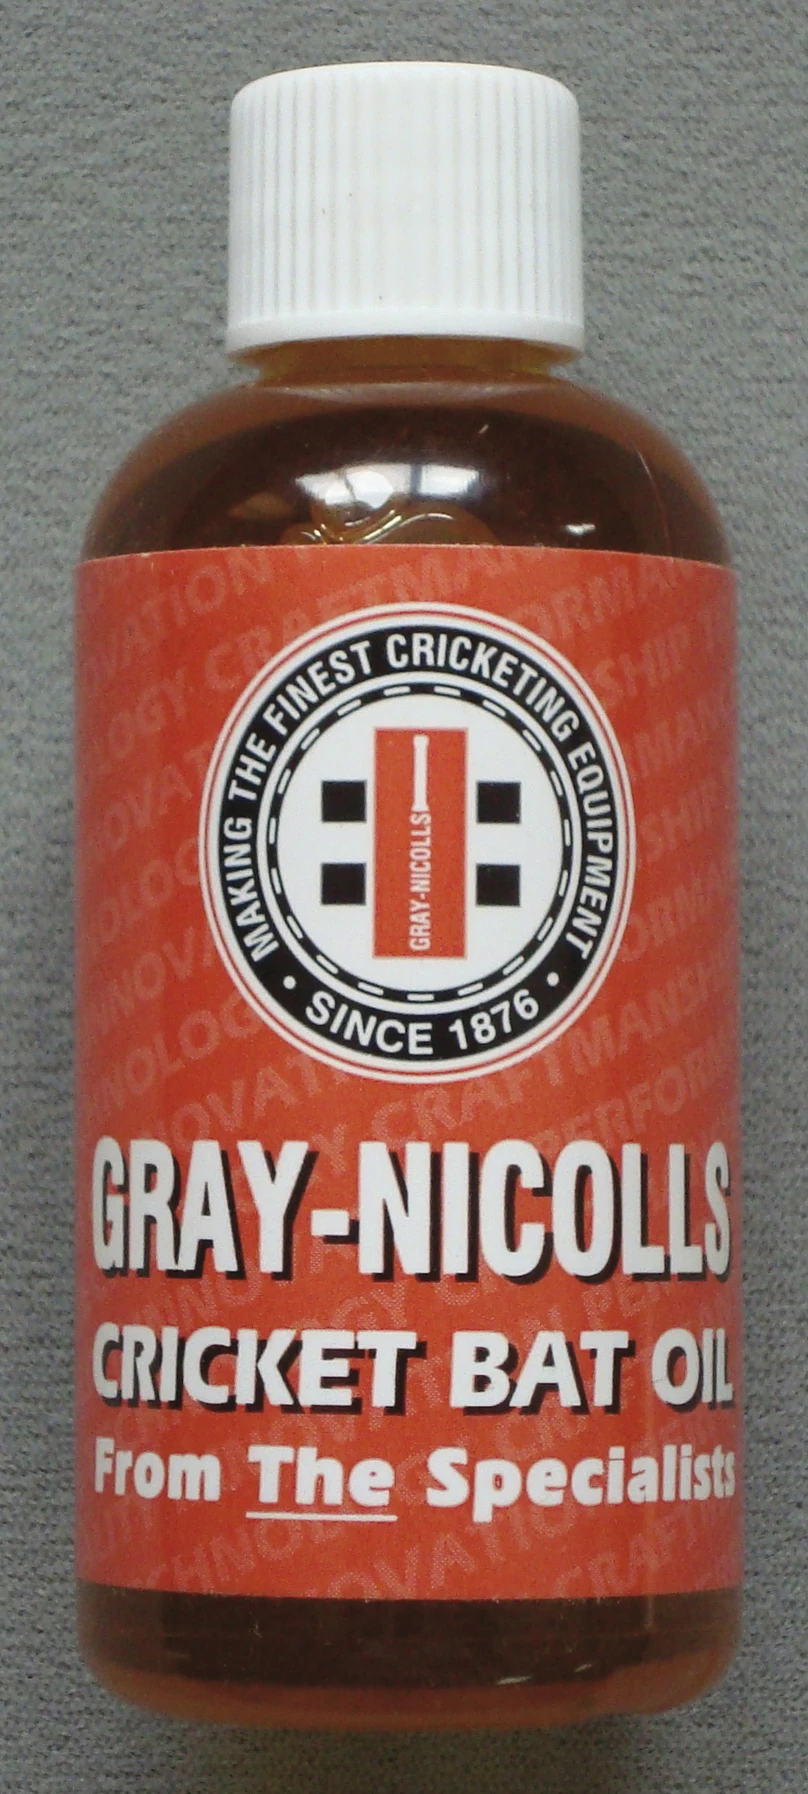 MAKING THE FINEST CRICKETING EQUIPMENT
GRAY-NICOLLS
• SINCE 1876 •
GRAY-NICOLLS
CRICKET BAT OIL
From The Specialists